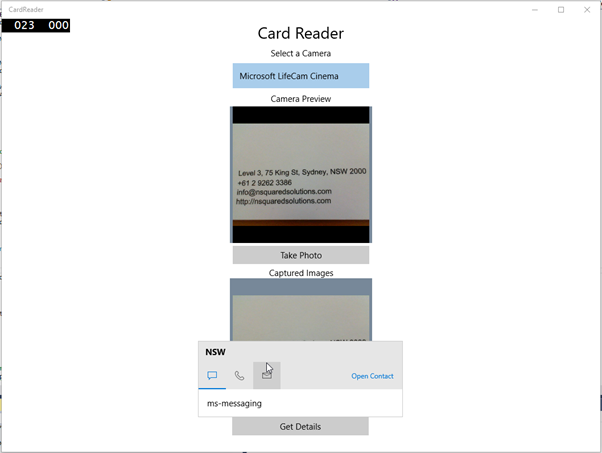 CardReader
023 000
Card Reader
Select a Camera
Microsoft LifeCam Cinema
Camera Preview
Level 3, 75 King St, Sydney, NSW 2000
+61 2 9262 3386
info@nsquaredsolutions.com
http://nsquaredsolutions.com
Take Photo
Captured Images
NSW
Open Contact
ms-messaging
Get Details